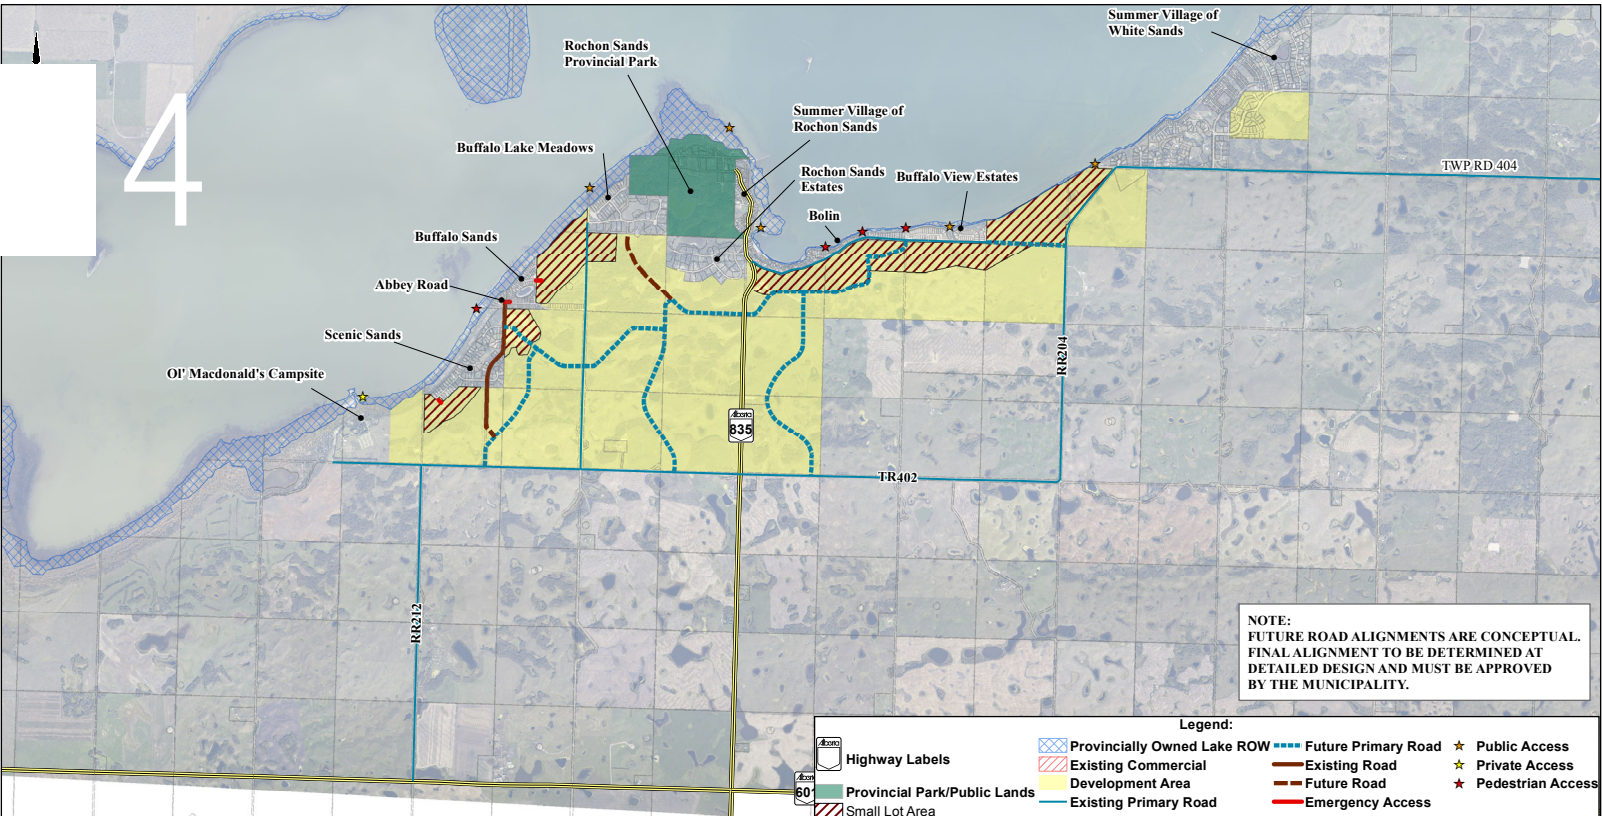 4
Summer Village of
White Sands
Rochon Sands
Provincial Park
Summer Village of
Rochon Sands
Buffalo Lake Meadows
Rochon Sands
Estates
Buffalo View Estates
TWP RD 404
Bolin
Buffalo Sands
Abbey Road
Scenic Sands
Ol' Macdonald's Campsite
RR204
Alberta
835
TR402
RR212
NOTE:
FUTURE ROAD ALIGNMENTS ARE CONCEPTUAL.
FINAL ALIGNMENT TO BE DETERMINED AT
DETAILED DESIGN AND MUST BE APPROVED
BY THE MUNICIPALITY.
601
Legend:
Alberta
Highway Labels
Provincial Park/Public Lands
Small Lot Area
Provincially Owned Lake ROW
Existing Commercial
Development Area
Existing Primary Road
Future Primary Road
Existing Road
Future Road
Emergency Access
Public Access
Private Access
Pedestrian Access